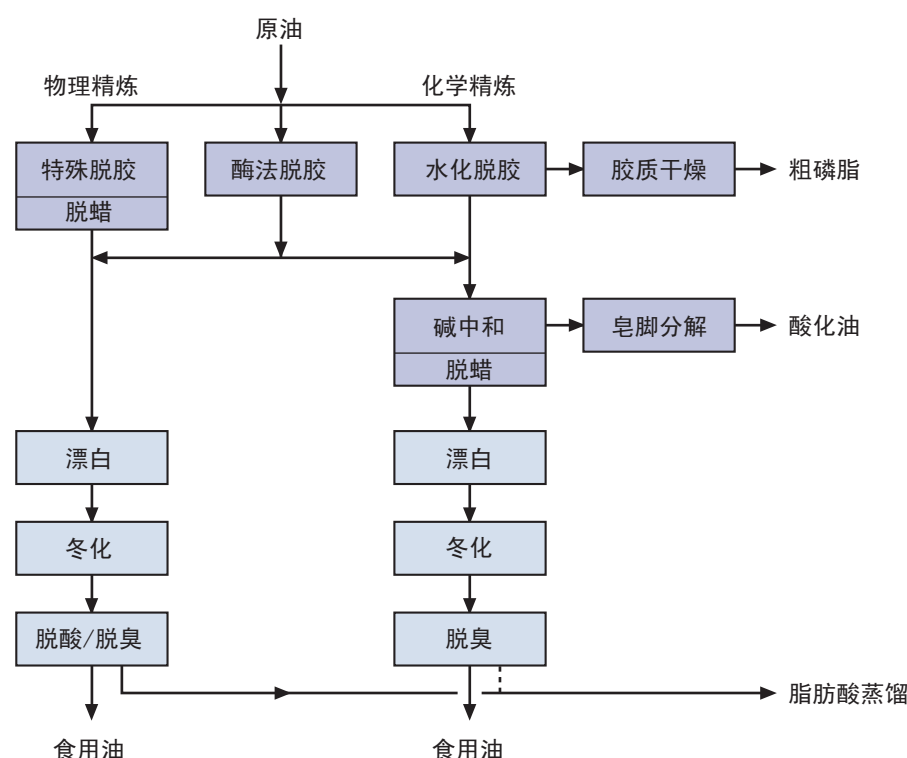 原油
物理精炼
化学精炼
特殊脱胶
脱蜡
酶法脱胶
水化脱胶
胶质干燥
粗磷脂
碱中和
脱蜡
皂脚分解
酸化油
漂白
漂白
冬化
冬化
脱酸/脱臭
脱臭
脂肪酸蒸馏
食用油
食用油